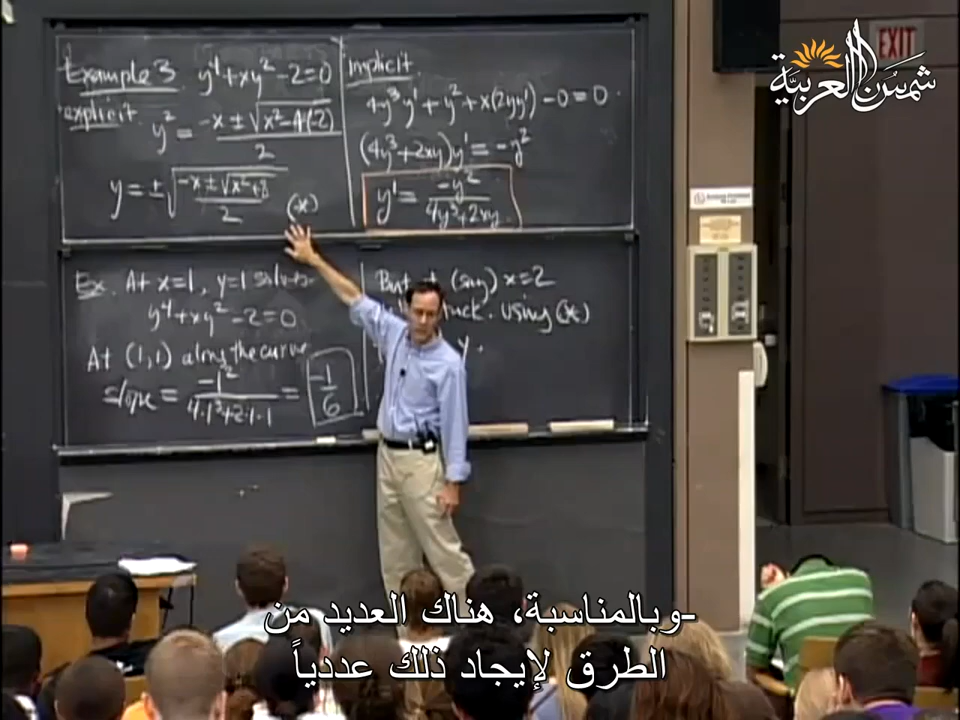 Example 3 y⁴ + xy² - 2 = 0
explicit y² = (-x ± √(x² - 4(-2))) / 2
y = ± √((-x ± √(x² + 8)) / 2) (*)
implicit
4y³y' + y² + x(2yy') - 0 = 0
(4y³ + 2xy)y' = -y²
y' = -y² / (4y³ + 2xy)
Ex. At x=1, y=1 solves
y⁴ + xy² - 2 = 0
At (1,1) along the curve
slope = -1² / (4·1³ + 2·1·1) = -1/6
But at (say) x=2
stuck. using (*)
y.
EXIT
شمس العربية
-وبالمناسبة، هناك العديد من
الطرق لإيجاد ذلك عددياً